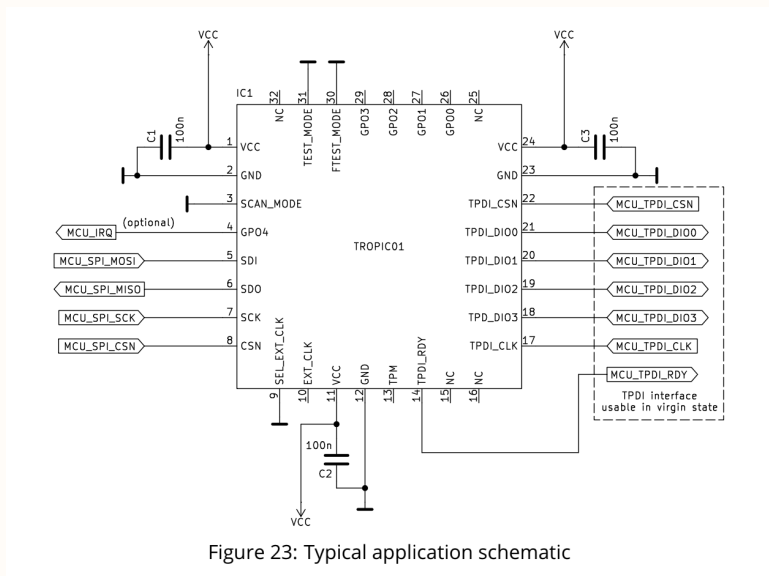 VCC
VCC
IC1
32
NC
31
TEST_MODE
30
FTEST_MODE
29
GPO3
28
GPO2
27
GPO1
26
GPO0
25
NC
C1
100n
C3
100n
1
VCC
2
GND
3
SCAN_MODE
(optional)
MCU_IRQ
4
GPO4
MCU_SPI_MOSI
5
SDI
MCU_SPI_MISO
6
SDO
MCU_SPI_SCK
7
SCK
MCU_SPI_CSN
8
CSN
TROPIC01
VCC
24
GND
23
TPDI_CSN
22
MCU_TPDI_CSN
TPDI_DIO0
21
MCU_TPDI_DIO0
TPDI_DIO1
20
MCU_TPDI_DIO1
TPDI_DIO2
19
MCU_TPDI_DIO2
TPD_DIO3
18
MCU_TPDI_DIO3
TPDI_CLK
17
MCU_TPDI_CLK
MCU_TPDI_RDY
TPDI interface
usable in virgin state
SEL_EXT_CLK
9
EXT_CLK
10
VCC
11
GND
12
TPM
13
TPDI_RDY
14
NC
15
NC
16
100n
C2
VCC
Figure 23: Typical application schematic